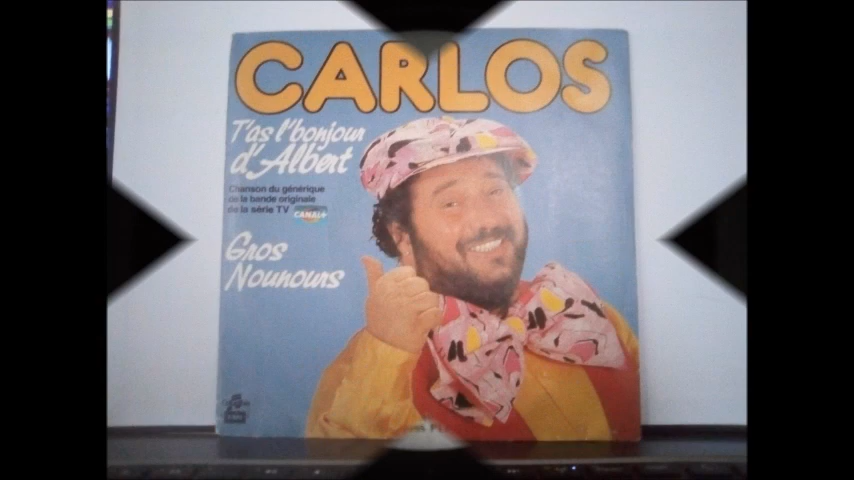 CARLOS
T'as l'bonjour
d'Albert
Chanson du générique
de la bande originale
de la série TV CANAL+
Gros
Nounours